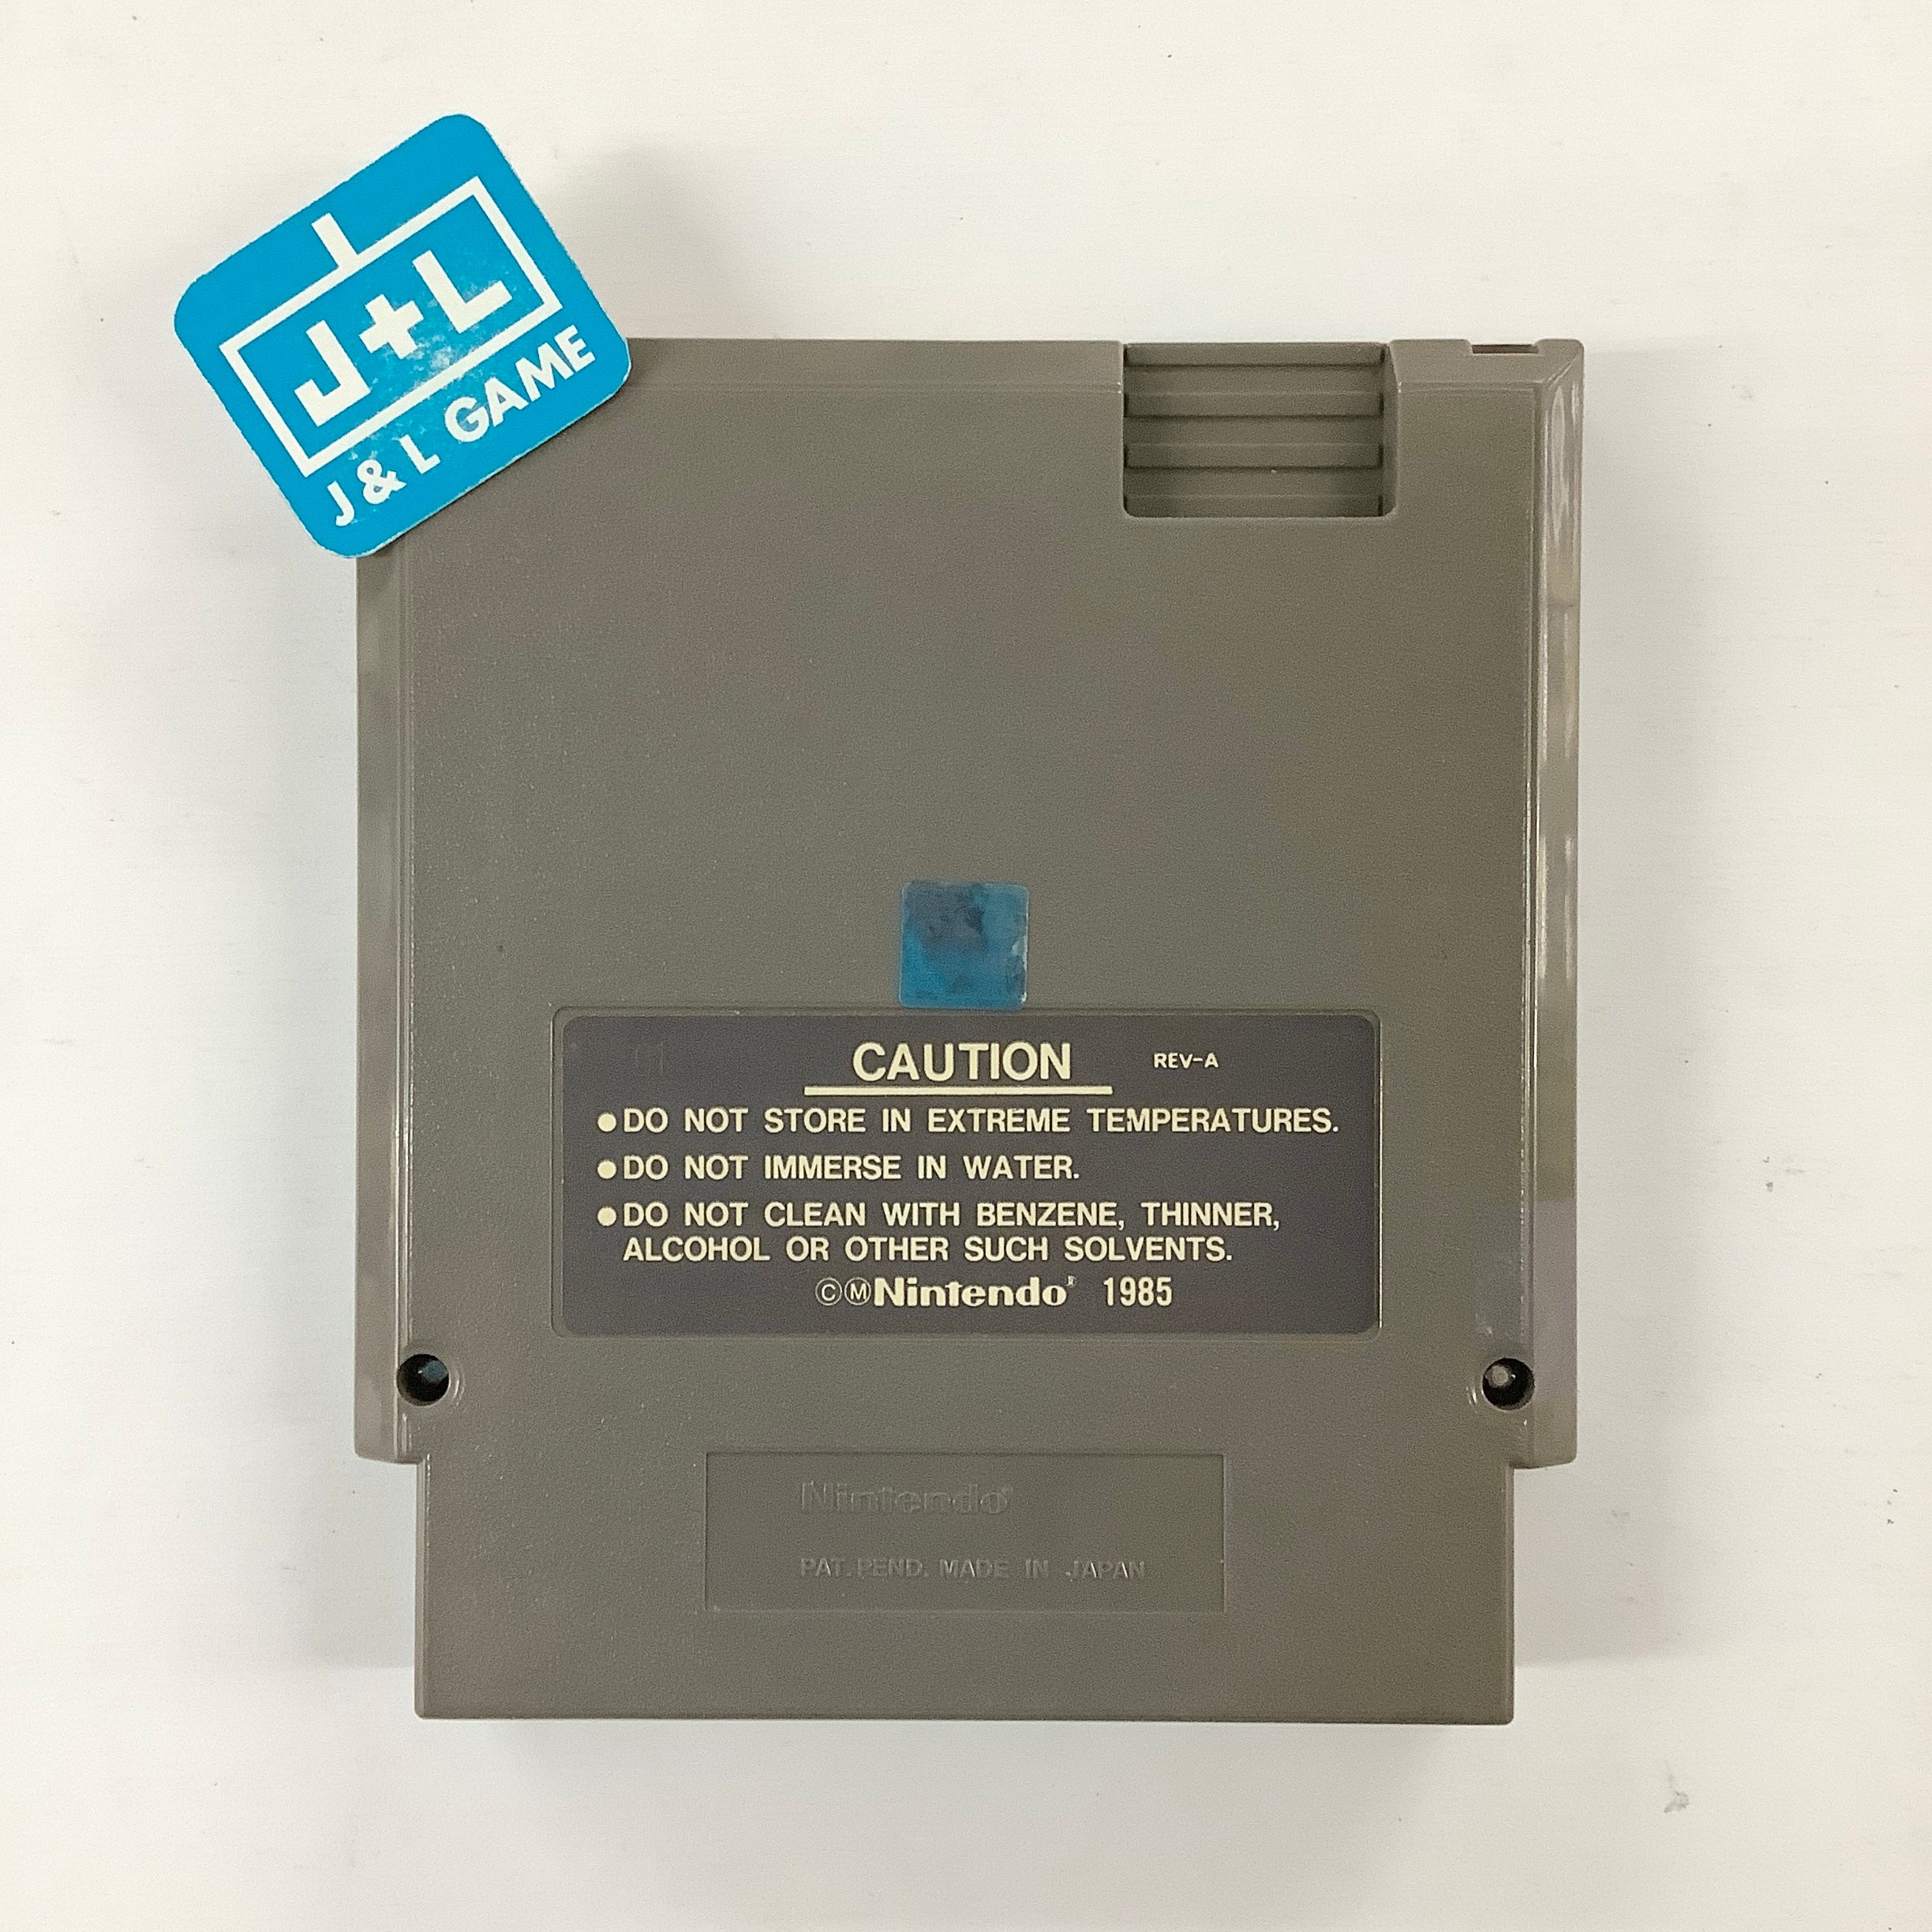 J+L
J & L GAME
CAUTION REV-A
●DO NOT STORE IN EXTREME TEMPERATURES.
●DO NOT IMMERSE IN WATER.
●DO NOT CLEAN WITH BENZENE, THINNER,
ALCOHOL OR OTHER SUCH SOLVENTS.
©ⓂNintendo® 1985
Nintendo®
PAT. PEND. MADE IN JAPAN